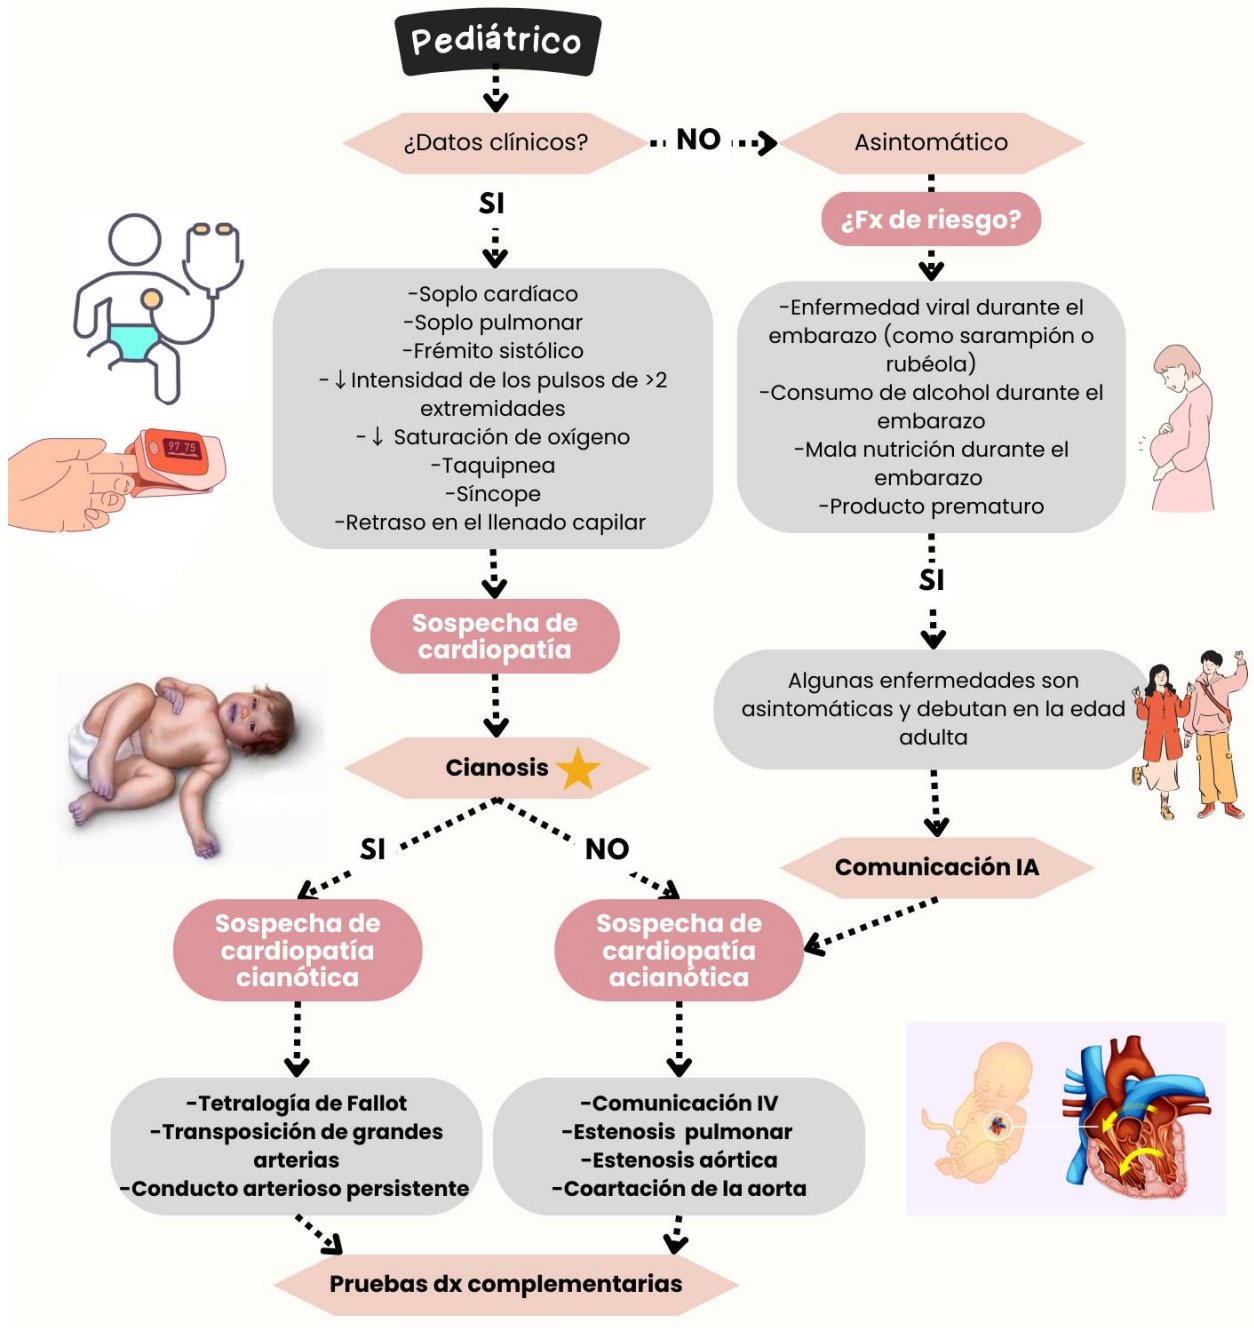 Pediátrico
¿Datos clínicos?
NO
Asintomático
SI
¿Fx de riesgo?
-Soplo cardíaco
-Soplo pulmonar
-Frémito sistólico
-↓Intensidad de los pulsos de >2
extremidades
-↓ Saturación de oxígeno
-Taquipnea
-Síncope
-Retraso en el llenado capilar
-Enfermedad viral durante el
embarazo (como sarampión o
rubéola)
-Consumo de alcohol durante el
embarazo
-Mala nutrición durante el
embarazo
-Producto prematuro
97 75
SI
Sospecha de
cardiopatía
Algunas enfermedades son
asintomáticas y debutan en la edad
adulta
Cianosis
SI
NO
Comunicación IA
Sospecha de
cardiopatía
cianótica
Sospecha de
cardiopatía
acianótica
-Tetralogía de Fallot
-Transposición de grandes
arterias
-Conducto arterioso persistente
-Comunicación IV
-Estenosis pulmonar
-Estenosis aórtica
-Coartación de la aorta
Pruebas dx complementarias